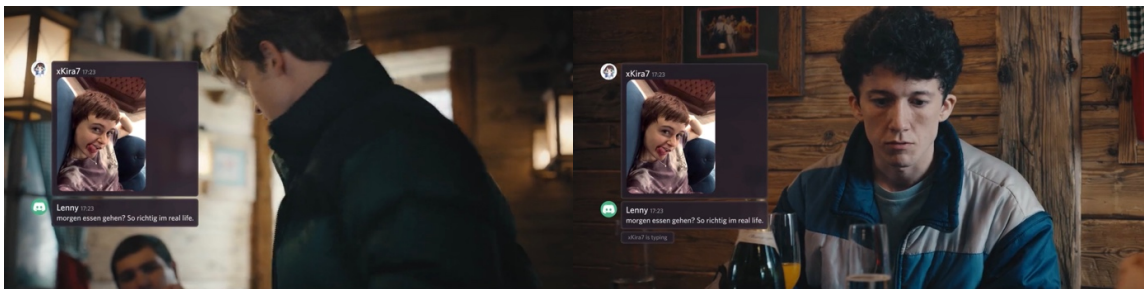 xKira7 17:23
Lenny 17:23
morgen essen gehen? So richtig im real life.
xKira7 17:23
Lenny 17:23
morgen essen gehen? So richtig im real life.
xKira7 is typing